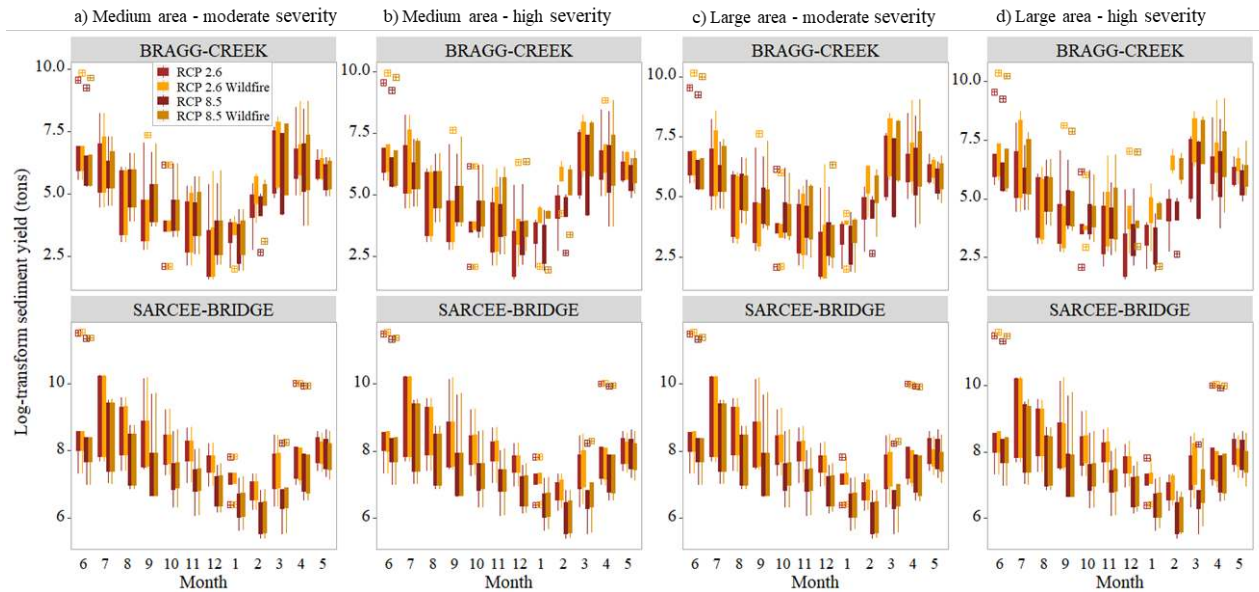 a) Medium area - moderate severity
b) Medium area - high severity
c) Large area - moderate severity
d) Large area - high severity
BRAGG-CREEK
BRAGG-CREEK
BRAGG-CREEK
BRAGG-CREEK
RCP 2.6
RCP 2.6 Wildfire
RCP 8.5
RCP 8.5 Wildfire
10.0
7.5
5.0
2.5
10.0
7.5
5.0
2.5
10.0
7.5
5.0
2.5
10.0
7.5
5.0
2.5
Log-transform sediment yield (tons)
SARCEE-BRIDGE
SARCEE-BRIDGE
SARCEE-BRIDGE
SARCEE-BRIDGE
10
8
6
10
8
6
10
8
6
10
8
6
6 7 8 9 10 11 12 1 2 3 4 5
6 7 8 9 10 11 12 1 2 3 4 5
6 7 8 9 10 11 12 1 2 3 4 5
6 7 8 9 10 11 12 1 2 3 4 5
Month
Month
Month
Month